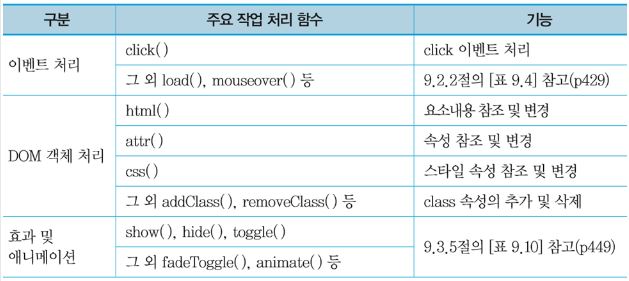 구분 주요 작업 처리 함수 기능
이벤트 처리
click() click 이벤트 처리
그 외 load(), mouseover() 등 9.2.2절의 [표 9.4] 참고(p429)
DOM 객체 처리
html() 요소내용 참조 및 변경
attr() 속성 참조 및 변경
css() 스타일 속성 참조 및 변경
그 외 addClass(), removeClass() 등 class 속성의 추가 및 삭제
효과 및
애니메이션
show(), hide(), toggle()
그 외 fadeToggle(), animate() 등
9.3.5절의 [표 9.10] 참고(p449)